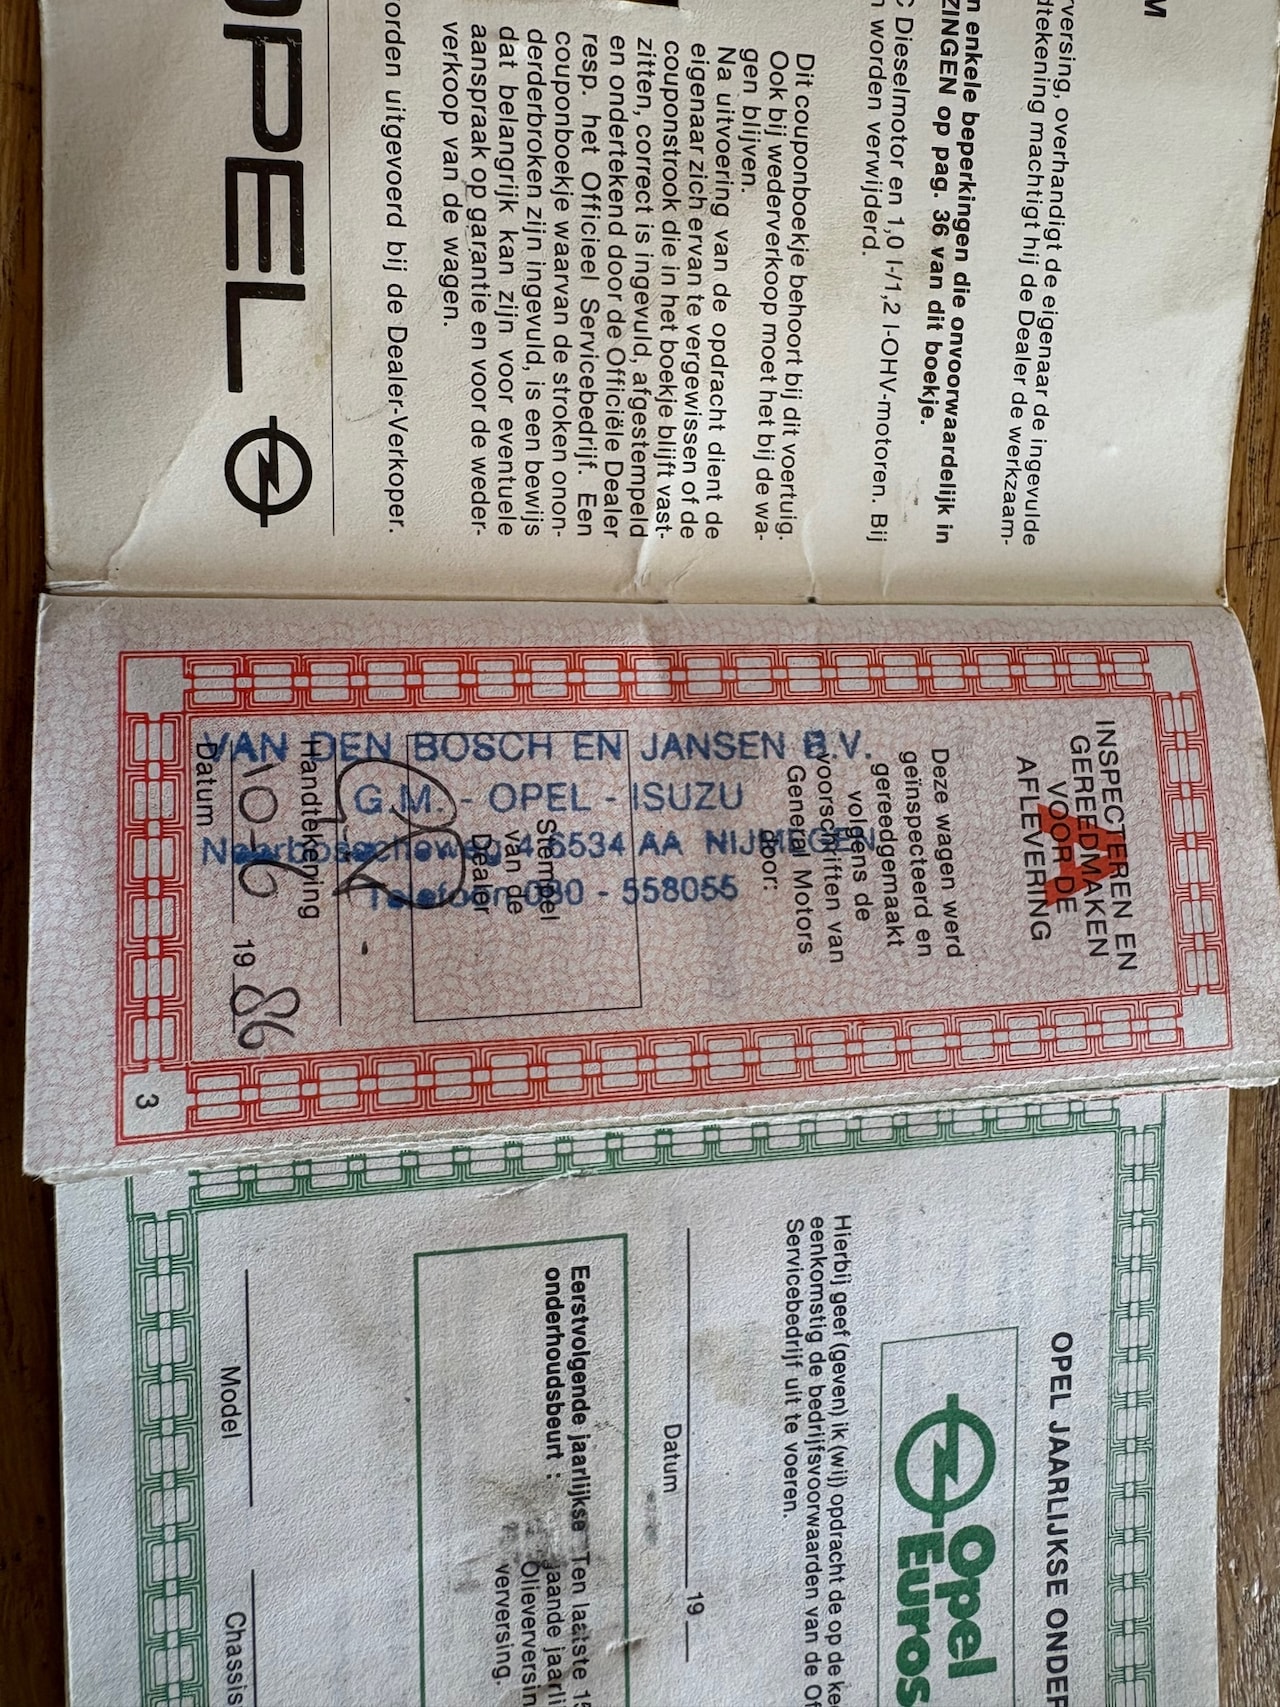 M
rversing, overhandigt de eigenaar de ingevulde
dtekening machtigt hij de Dealer de werkzaam-
n enkele beperkingen die onvoorwaardelijk in
ZINGEN op pag. 36 van dit boekje.
C Dieselmotor en 1,0 l-/1,2 l-OHV-motoren. Bij
n worden verwijderd.
Dit couponboekje behoort bij dit voertuig.
Ook bij wederverkoop moet het bij de wa-
gen blijven.
Na uitvoering van de opdracht dient de
eigenaar zich ervan te vergewissen of de
couponstrook die in het boekje blijft vast-
zitten, correct is ingevuld, afgestempeld
en ondertekend door de Officiële Dealer
resp. het Officieel Servicebedrijf. Een
couponboekje waarvan de stroken onon-
derderbroken zijn ingevuld, is een bewijs
dat belangrijk kan zijn voor eventuele
aanspraak op garantie en voor de weder-
verkoop van de wagen.
orden uitgevoerd bij de Dealer-Verkoper.
OPEL
A
INSPECTEREN EN
GEREEDMAKEN
VOOR DE
AFLEVERING
Deze wagen werd
geïnspecteerd en
gereedgemaakt
volgens de
voorschriften van
General Motors
door:
Stempel
van de
Dealer
VAN DEN BOSCH EN JANSEN B.V.
G.M. - OPEL - ISUZU
Neerbosscheweg 4 6534 AA NIJMEGEN
Telefoon 080 - 558055
Handtekening
10-6 1986
Datum
3
OPEL JAARLIJKSE ONDER
Opel
Euros
Hierbij geef (geven) ik (wij) opdracht de op de ke
eenkomstig de bedrijfsvoorwaarden van de Of
Servicebedrijf uit te voeren.
19
Datum
Eerstvolgende jaarlijkse Ten laatste 15
onderhoudsbeurt : jaande jaarli
Olieverversin
verversing.
Model
Chassis